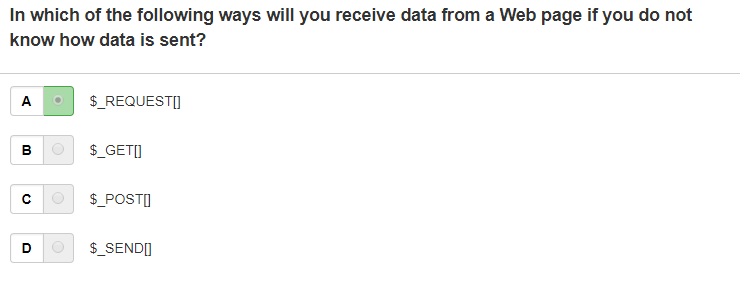 In which of the following ways will you receive data from a Web page if you do not
know how data is sent?
A $_REQUEST[]
B $_GET[]
C $_POST[]
D $_SEND[]